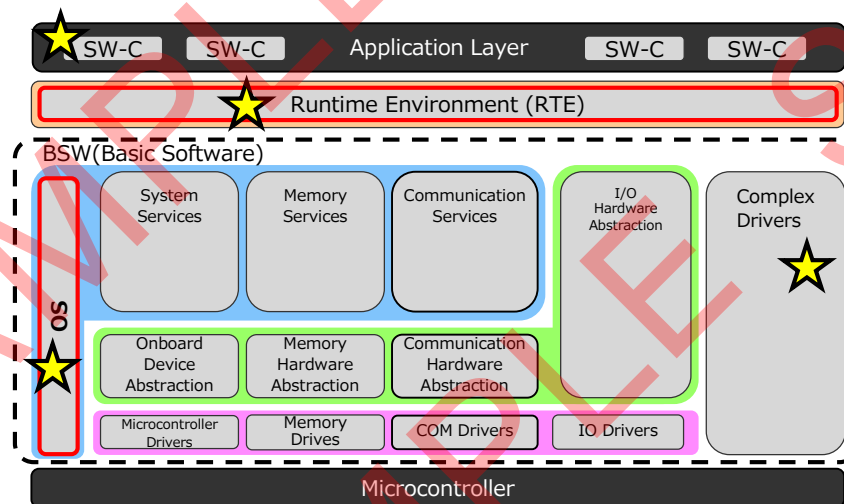 SW-C SW-C Application Layer SW-C SW-C
Runtime Environment (RTE)
BSW(Basic Software)
OS
System
Services
Memory
Services
Communication
Services
I/O
Hardware
Abstraction
Complex
Drivers
Onboard
Device
Abstraction
Memory
Hardware
Abstraction
Communication
Hardware
Abstraction
Microcontroller
Drivers
Memory
Drives
COM Drivers
IO Drivers
Microcontroller